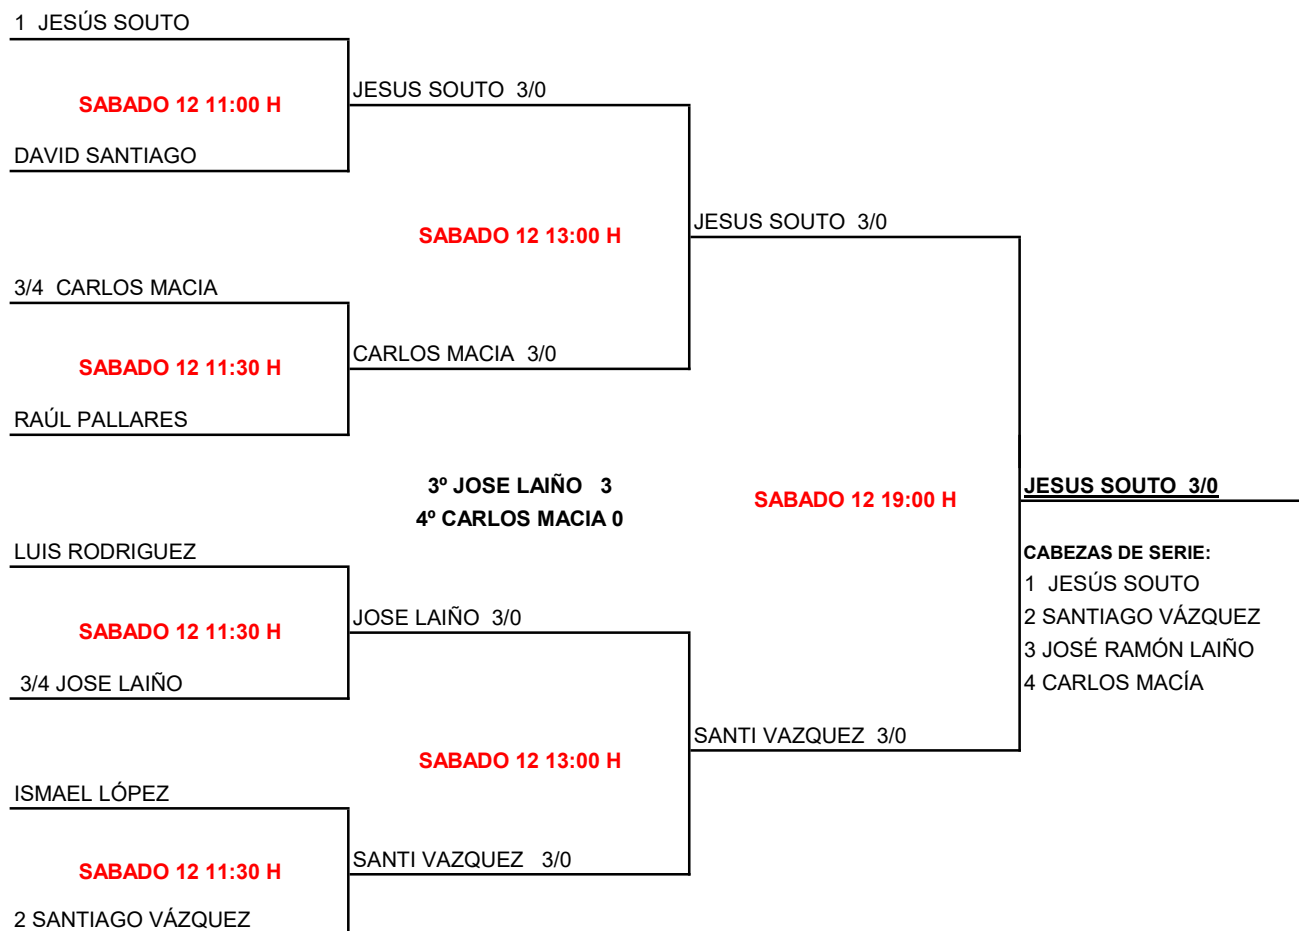 1  JESÚS SOUTO
JESUS SOUTO  3/0
SABADO 12 11:00 H
DAVID SANTIAGO
JESUS SOUTO  3/0
SABADO 12 13:00 H
3/4  CARLOS MACIA
CARLOS MACIA  3/0
SABADO 12 11:30 H
RAÚL PALLARES
3º JOSE LAIÑO   3
4º CARLOS MACIA 0
SABADO 12 19:00 H
JESUS SOUTO  3/0
LUIS RODRIGUEZ
CABEZAS DE SERIE:
1  JESÚS SOUTO
2 SANTIAGO VÁZQUEZ
3 JOSÉ RAMÓN LAIÑO
4 CARLOS MACÍA
JOSE LAIÑO  3/0
SABADO 12 11:30 H
3/4 JOSE LAIÑO
SANTI VAZQUEZ  3/0
SABADO 12 13:00 H
ISMAEL LÓPEZ
SANTI VAZQUEZ   3/0
SABADO 12 11:30 H
2 SANTIAGO VÁZQUEZ